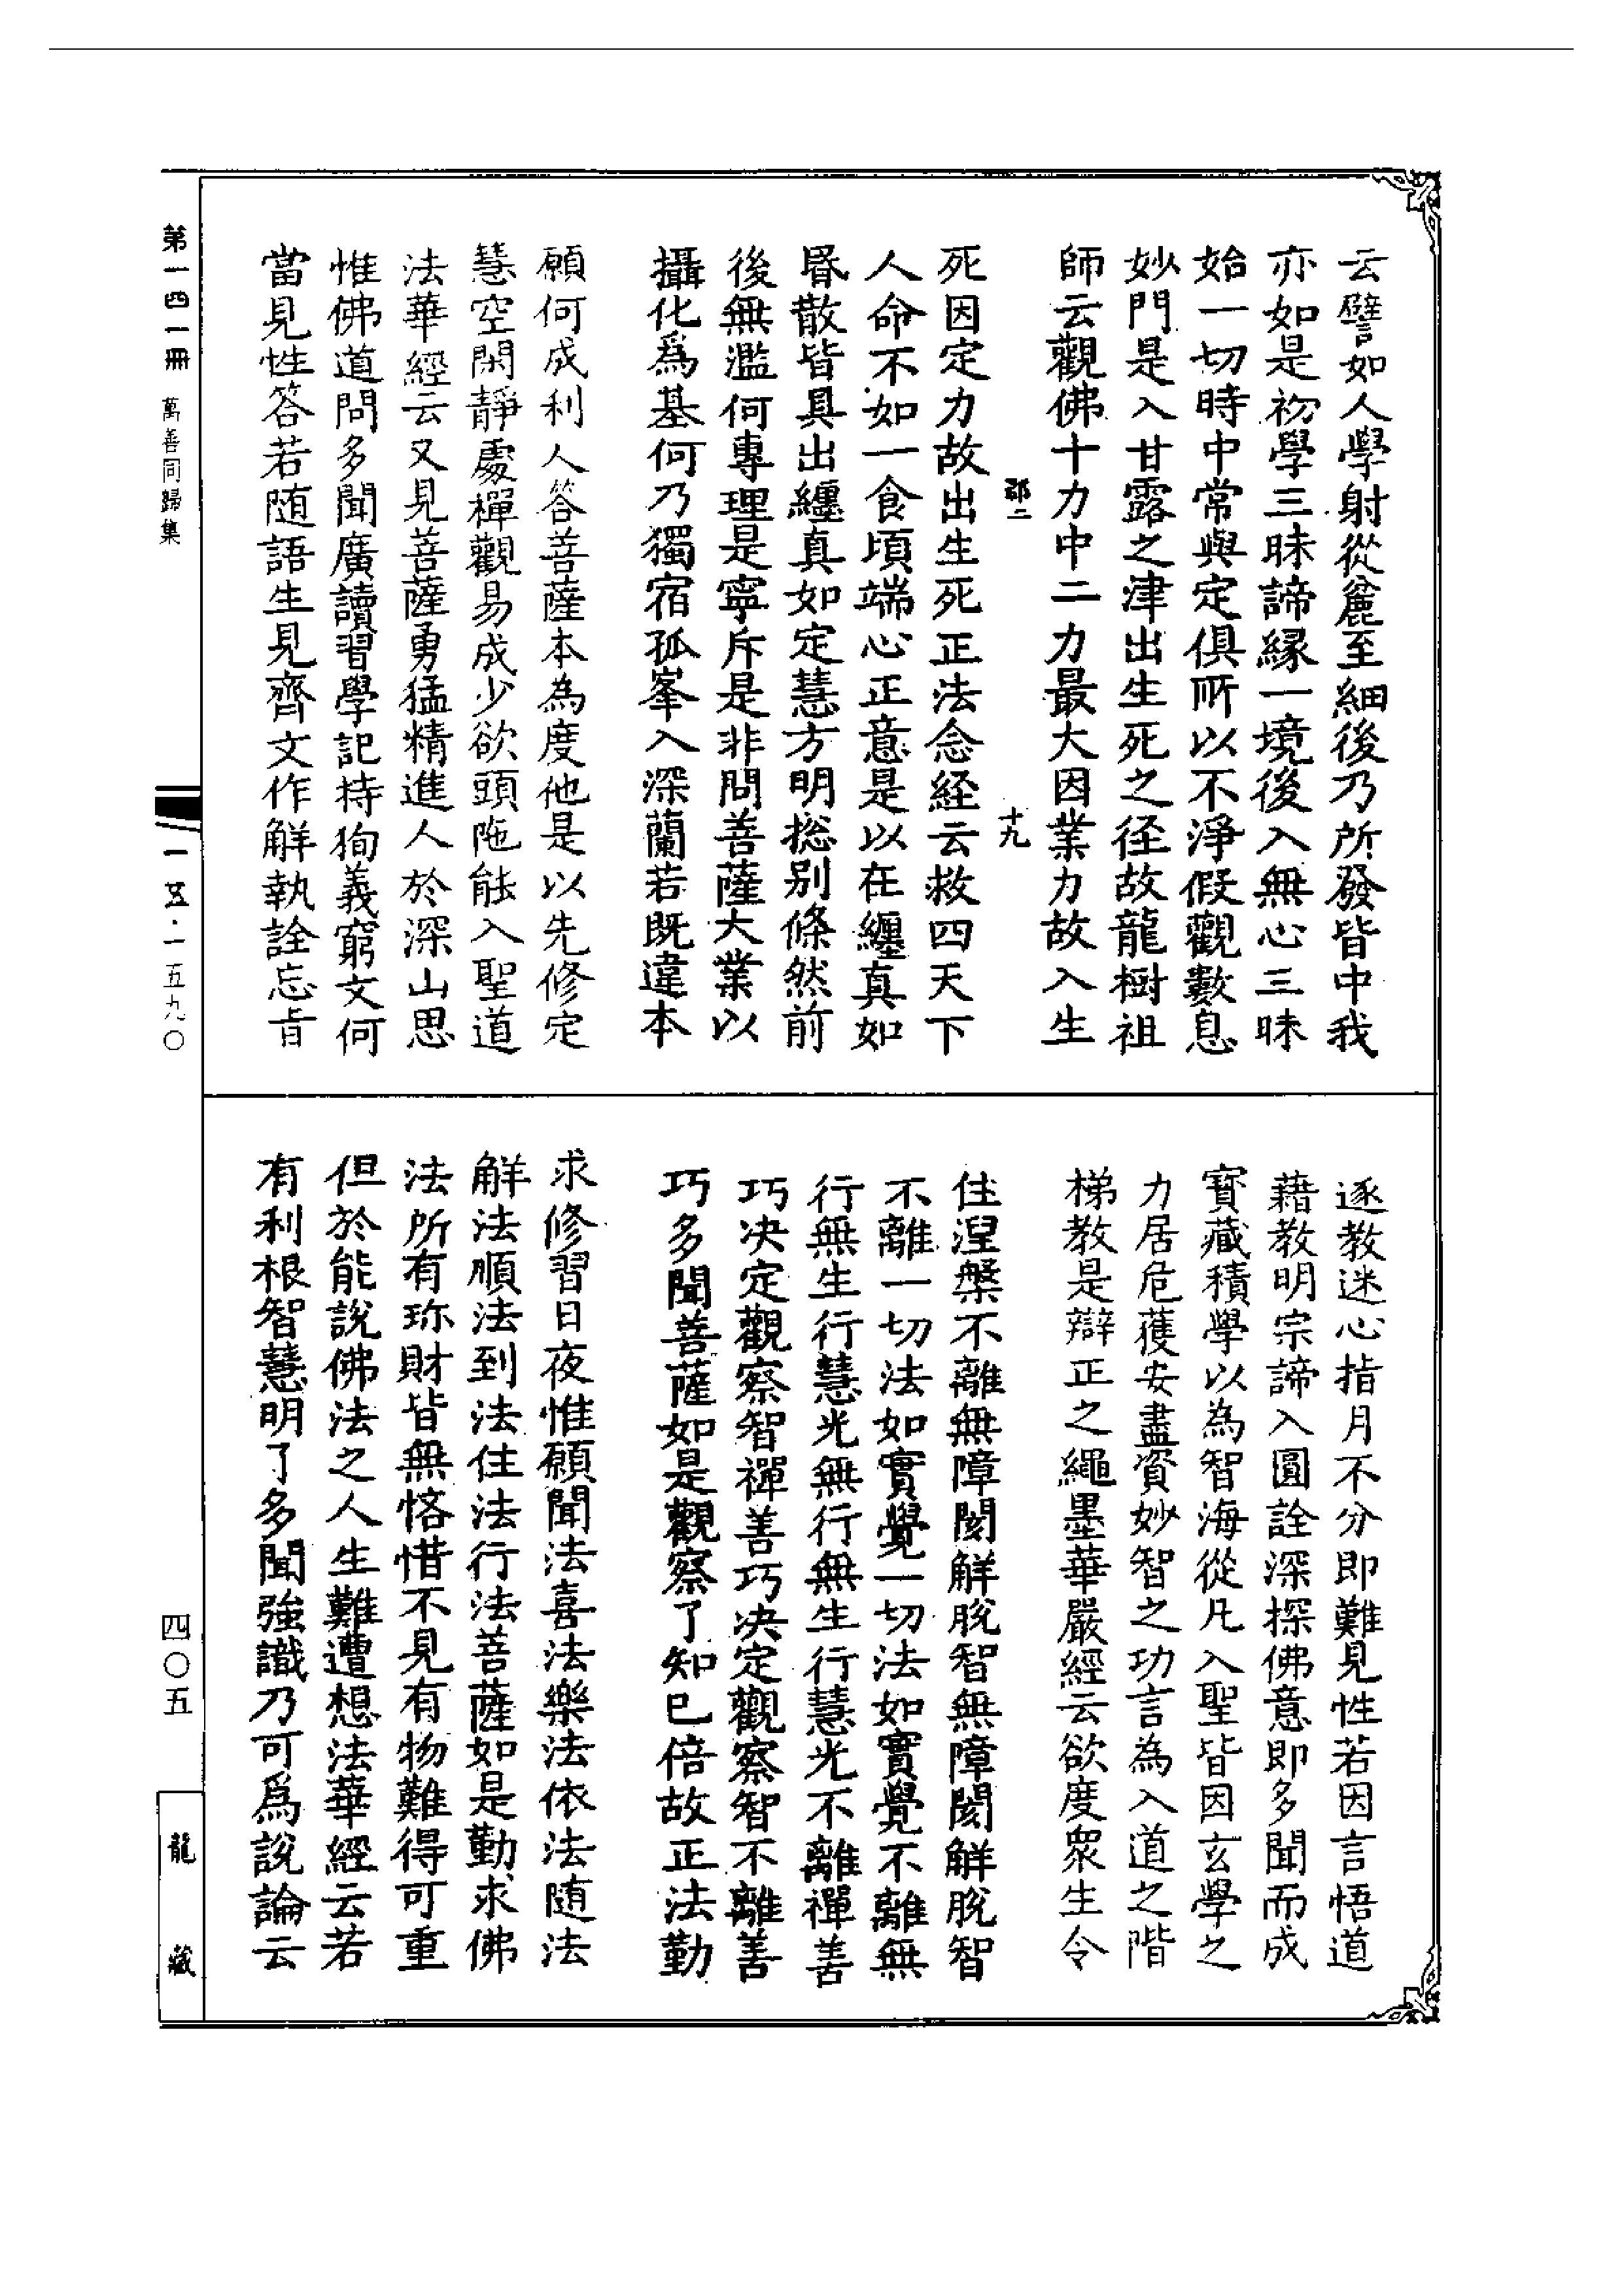 云譬如人學射從麄至細後乃所發皆中我
亦如是初學三昧諦緣一境後入無心三昧
始一切時中常與定俱所以不淨假觀數息
妙門是入甘露之津出生死之径故龍樹祖
師云觀佛十力中二力最大因業力故入生
十九
死因定力故出生死正法念経云救四天下
人命不如一食頃端心正意是以在纏真如
昬散皆具出纏真如定慧方明捴别條然前
後無濫何專理是寧斥是非問菩薩大業以
攝化爲基何乃獨宿孤峯入深蘭若既違本
願何成利人答菩薩本為度他是以先修定
慧空閑靜處禪觀易成少欲頭陁能入聖道
法華經云又見菩薩勇猛精進人於深山思
惟佛道問多聞廣讀習學記持徇義窮文何
當見性答若随語生見齊文作觧執詮忘旨
逐教迷心指月不分即難見性若因言悟道
藉教明宗諦入圓詮深探佛意即多聞而成
寳藏積學以為智海從凡入聖皆因玄學之
力居危獲安盡資妙智之功言為入道之階
梯教是辯正之繩墨華嚴經云欲度衆生令
住涅槃不離無障閡解脫智無障閡解脫智
不離一切法如實覺一切法如實覺不離無
行無生行慧光無行無生行慧光不離禪善
巧决定觀察智禪善巧决定觀察智不離善
巧多聞菩薩如是觀察了知已倍故正法勤
求修習日夜惟願聞法喜法樂法依法随法
解法順法到法住法行法菩薩如是勤求佛
法所有珎財皆無悋惜不見有物難得可重
但於能說佛法之人生難遭想法華經云若
有利根智慧明了多聞強識乃可爲說論云
第一四一冊
萬善同歸集
一五·一五九〇
四〇五
龍藏